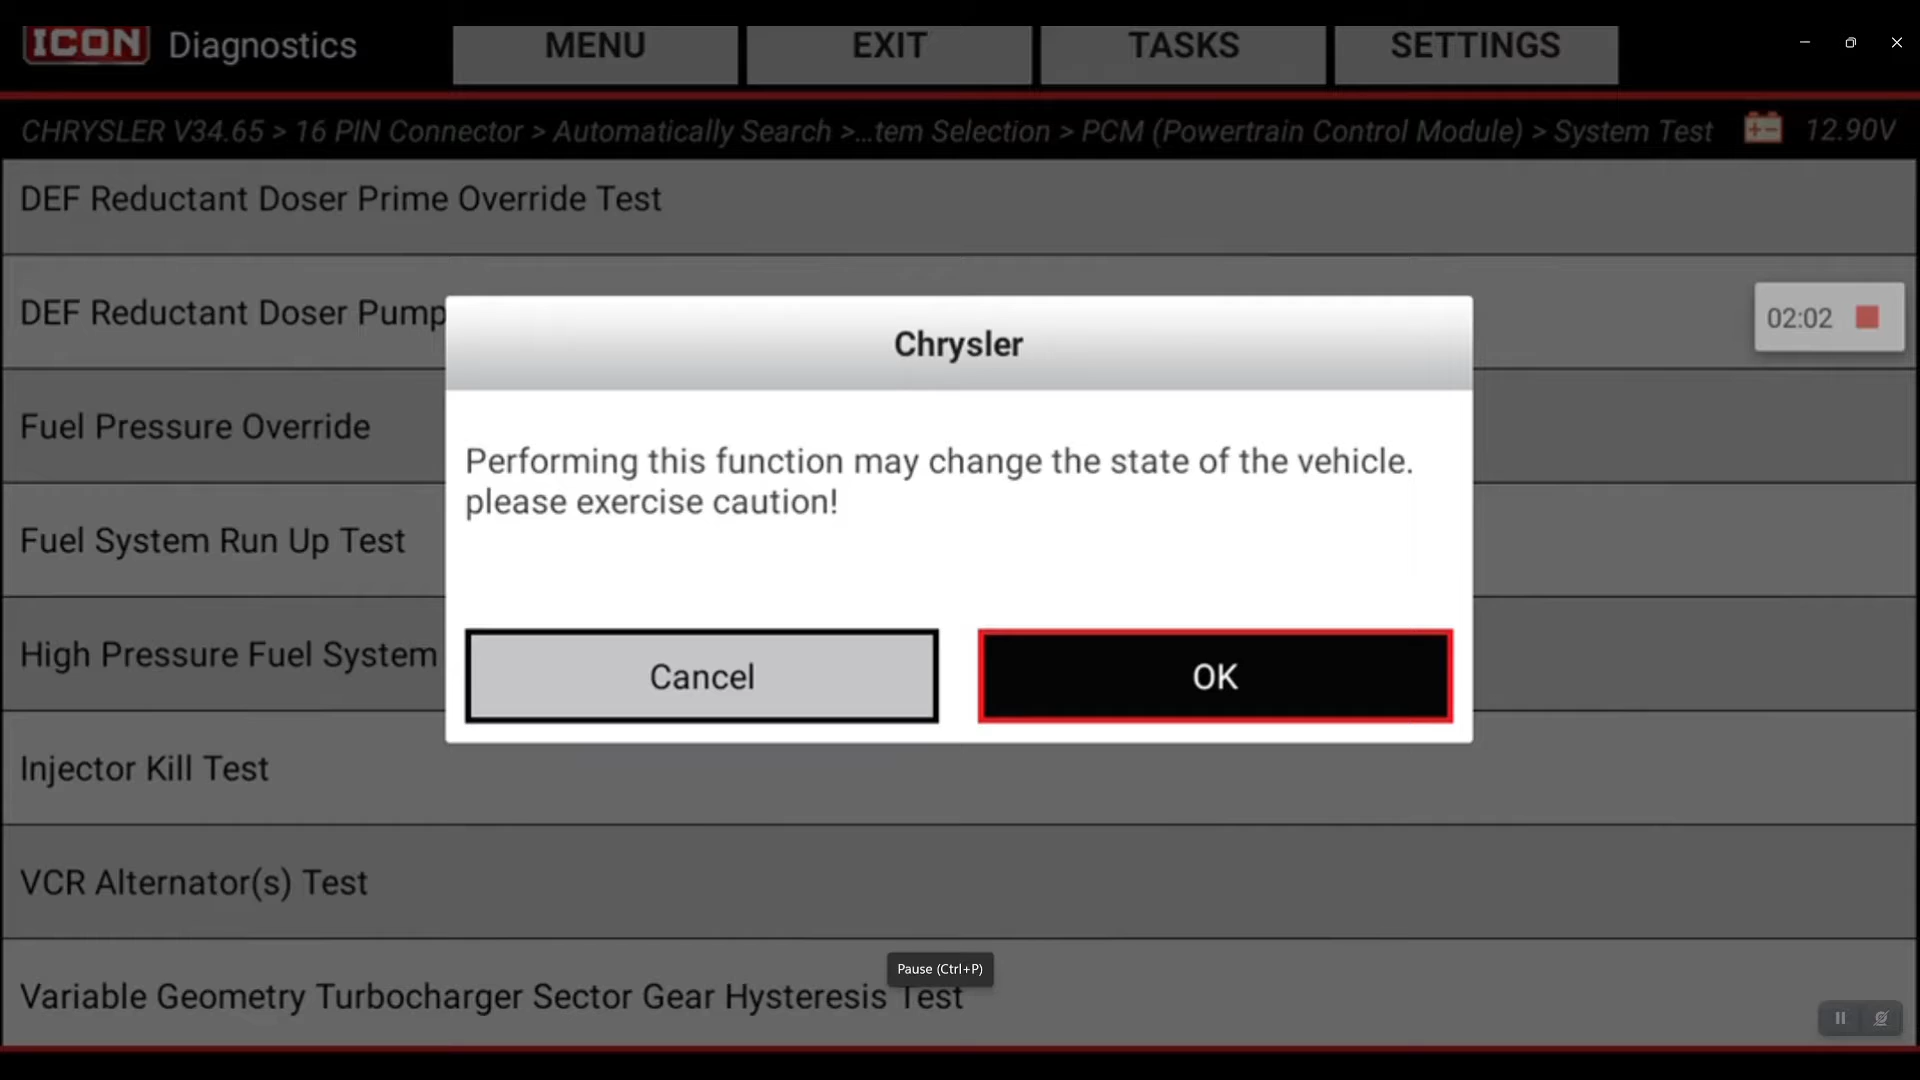 ICON Diagnostics
MENU
EXIT
TASKS
SETTINGS
CHRYSLER V34.65 > 16 PIN Connector > Automatically Search >...tem Selection > PCM (Powertrain Control Module) > System Test
12.90V
DEF Reductant Doser Prime Override Test
DEF Reductant Doser Pump
02:02
Fuel Pressure Override
Fuel System Run Up Test
High Pressure Fuel System
Injector Kill Test
VCR Alternator(s) Test
Variable Geometry Turbocharger Sector Gear Hysteresis Test
Chrysler
Performing this function may change the state of the vehicle.
please exercise caution!
Cancel
OK
Pause (Ctrl+P)